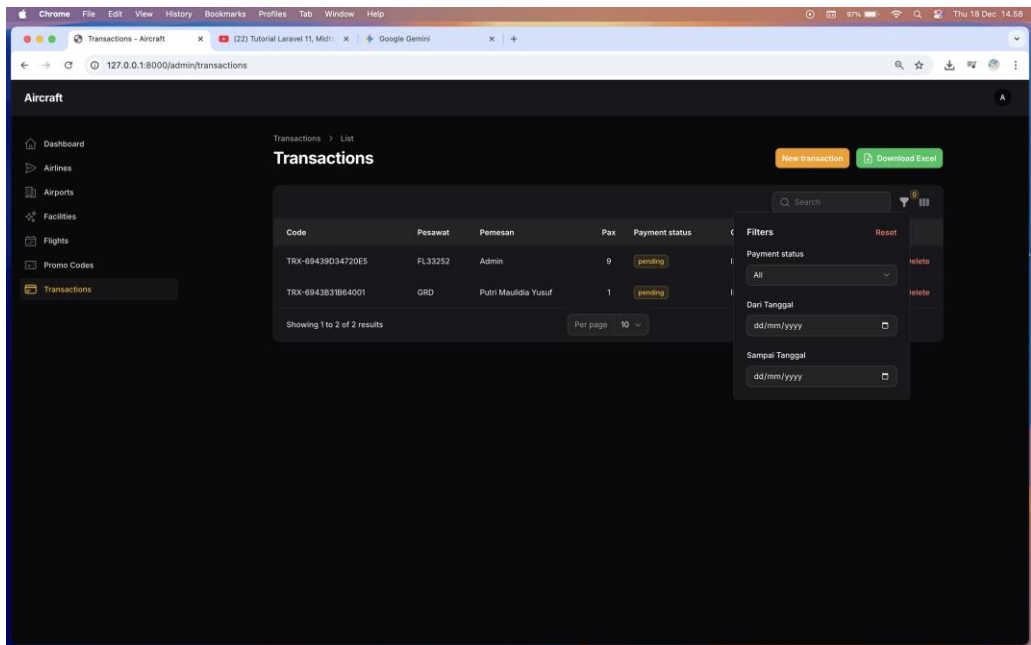 Chrome File Edit View History Bookmarks Profiles Tab Window Help 97% Thu 18 Dec 14.58
Transactions - Aircraft (22) Tutorial Laravel 11, Midtr Google Gemini
127.0.0.1:8000/admin/transactions
Aircraft A
Dashboard
Airlines
Airports
Facilities
Flights
Promo Codes
Transactions
Transactions > List
Transactions
New transaction Download Excel
Search 0
Code Pesawat Pemesan Pax Payment status
TRX-69439D34720E5 FL33252 Admin 9 pending elete
TRX-6943B31B64001 GRD Putri Maulidia Yusuf 1 pending elete
Showing 1 to 2 of 2 results Per page 10
Filters Reset
Payment status
All
Dari Tanggal
dd/mm/yyyy
Sampai Tanggal
dd/mm/yyyy